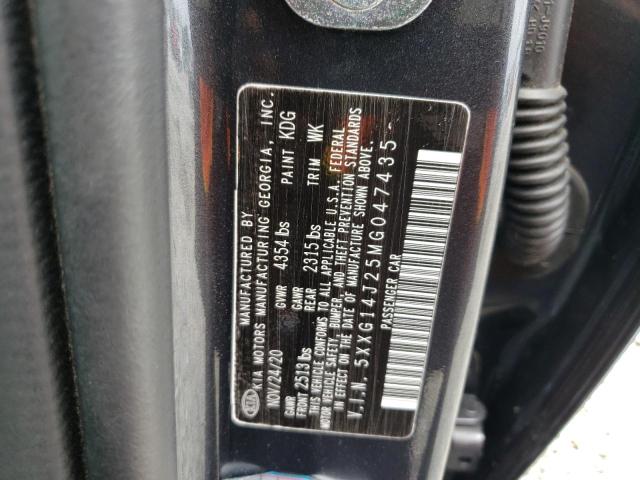 KIA
MANUFACTURED BY
KIA MOTORS MANUFACTURING GEORGIA, INC.
NOV/24/20 GVWR 4354 lbs PAINT KDG
GAWR FRONT 2513 lbs GAWR REAR 2315 lbs TRIM WK
THIS VEHICLE CONFORMS TO ALL APPLICABLE U.S.A. FEDERAL
MOTOR VEHICLE SAFETY, BUMPER, AND THEFT PREVENTION STANDARDS
IN EFFECT ON THE DATE OF MANUFACTURE SHOWN ABOVE.
V.I.N. 5XXG14J25MG047435
PASSENGER CAR